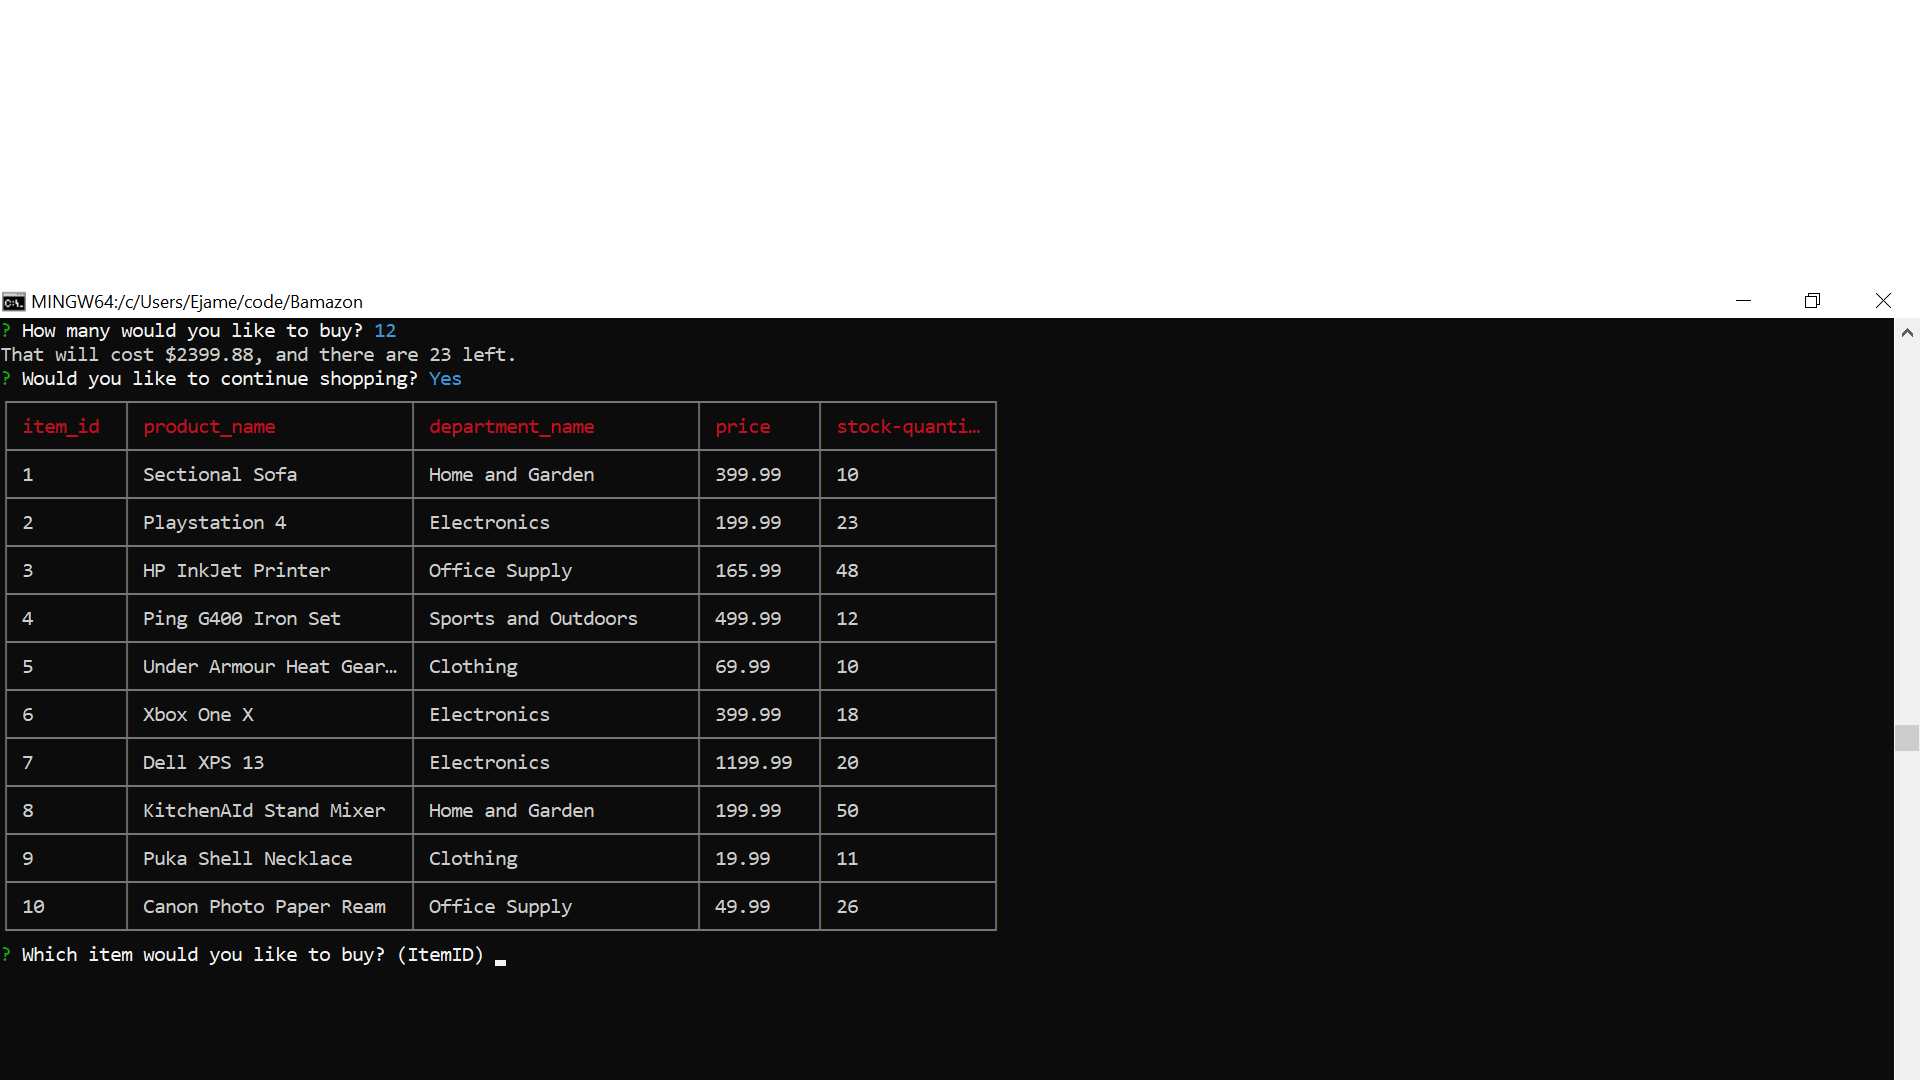 MINGW64:/c/Users/Ejame/code/Bamazon
? How many would you like to buy? 12
That will cost $2399.88, and there are 23 left.
? Would you like to continue shopping? Yes
item_id product_name department_name price stock-quanti…
1 Sectional Sofa Home and Garden 399.99 10
2 Playstation 4 Electronics 199.99 23
3 HP InkJet Printer Office Supply 165.99 48
4 Ping G400 Iron Set Sports and Outdoors 499.99 12
5 Under Armour Heat Gear… Clothing 69.99 10
6 Xbox One X Electronics 399.99 18
7 Dell XPS 13 Electronics 1199.99 20
8 KitchenAId Stand Mixer Home and Garden 199.99 50
9 Puka Shell Necklace Clothing 19.99 11
10 Canon Photo Paper Ream Office Supply 49.99 26
? Which item would you like to buy? (ItemID)